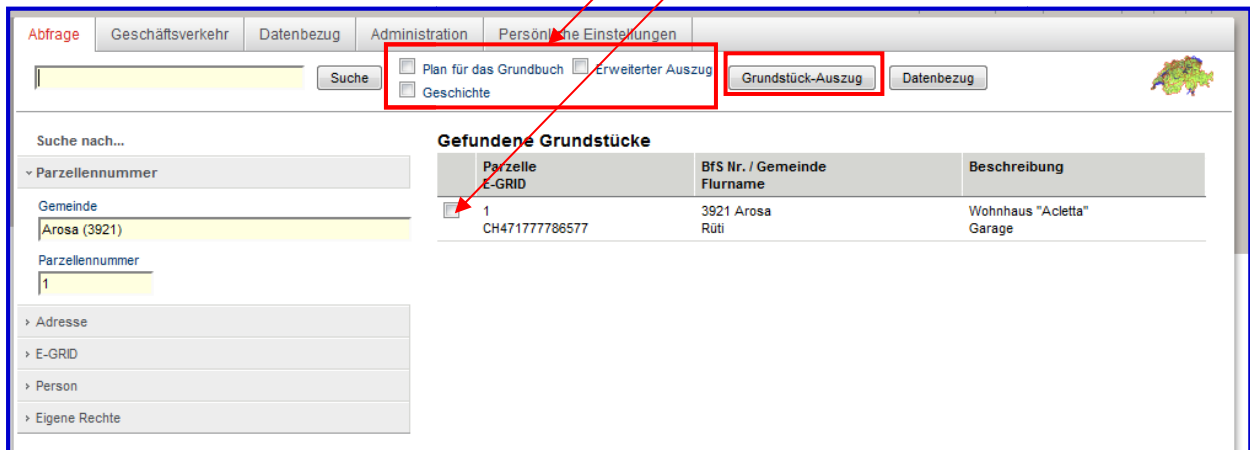 Abfrage Geschäftsverkehr Datenbezug Administration Persönliche Einstellungen
Suche Plan für das Grundbuch Erweiterter Auszug Grundstück-Auszug Datenbezug
Geschichte
Suche nach...
Parzellennummer
Gemeinde
Arosa (3921)
Parzellennummer
1
Adresse
E-GRID
Person
Eigene Rechte
Gefundene Grundstücke
Parzelle BfS Nr. / Gemeinde Beschreibung
E-GRID Flurname
1 3921 Arosa Wohnhaus "Acletta"
CH471777786577 Rüti Garage